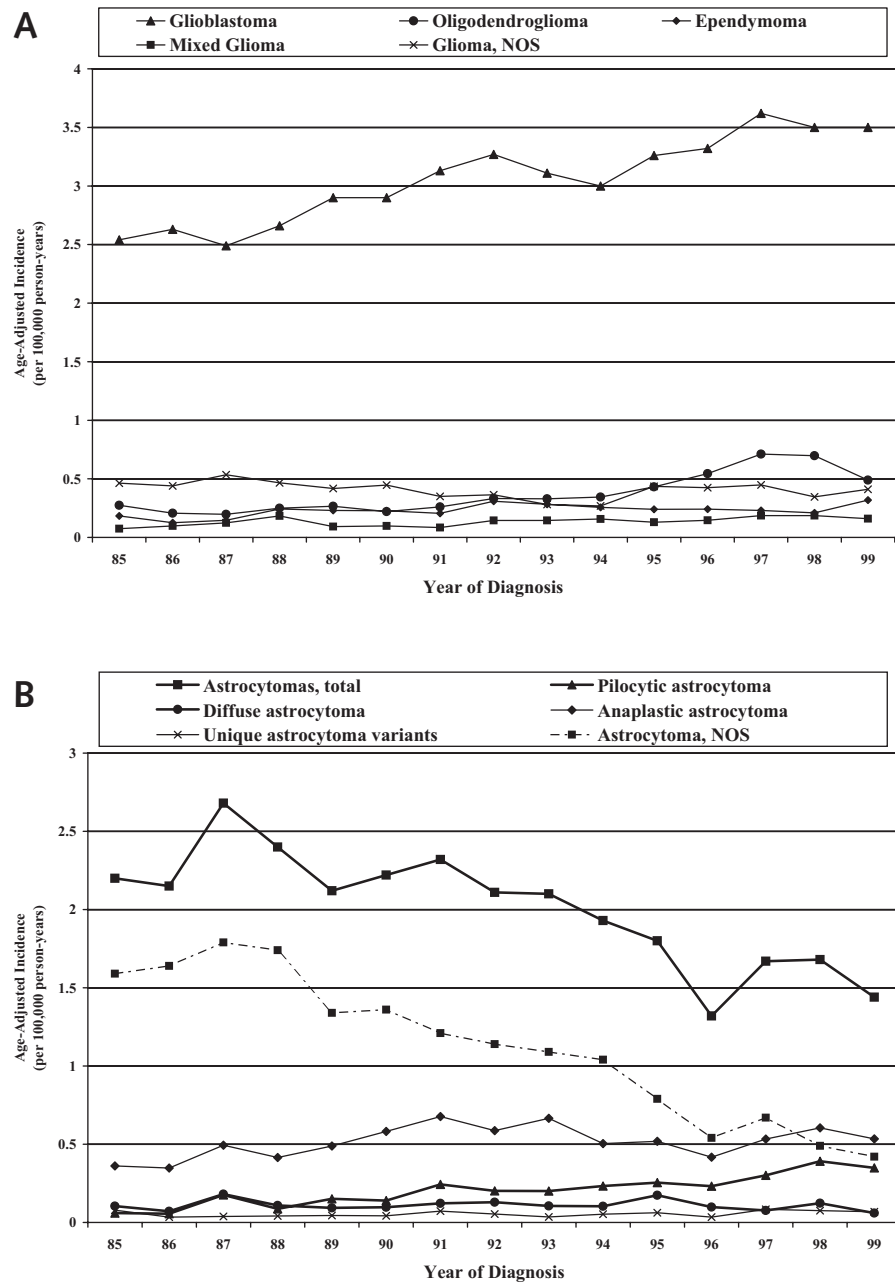 A
Glioblastoma Oligodendroglioma Ependymoma
Mixed Glioma Glioma, NOS
4
3.5
3
2.5
2
1.5
1
0.5
0
Age-Adjusted Incidence
(per 100,000 person-years)
85 86 87 88 89 90 91 92 93 94 95 96 97 98 99
Year of Diagnosis
B
Astrocytomas, total Pilocytic astrocytoma
Diffuse astrocytoma Anaplastic astrocytoma
Unique astrocytoma variants Astrocytoma, NOS
3
2.5
2
1.5
1
0.5
0
Age-Adjusted Incidence
(per 100,000 person-years)
85 86 87 88 89 90 91 92 93 94 95 96 97 98 99
Year of Diagnosis